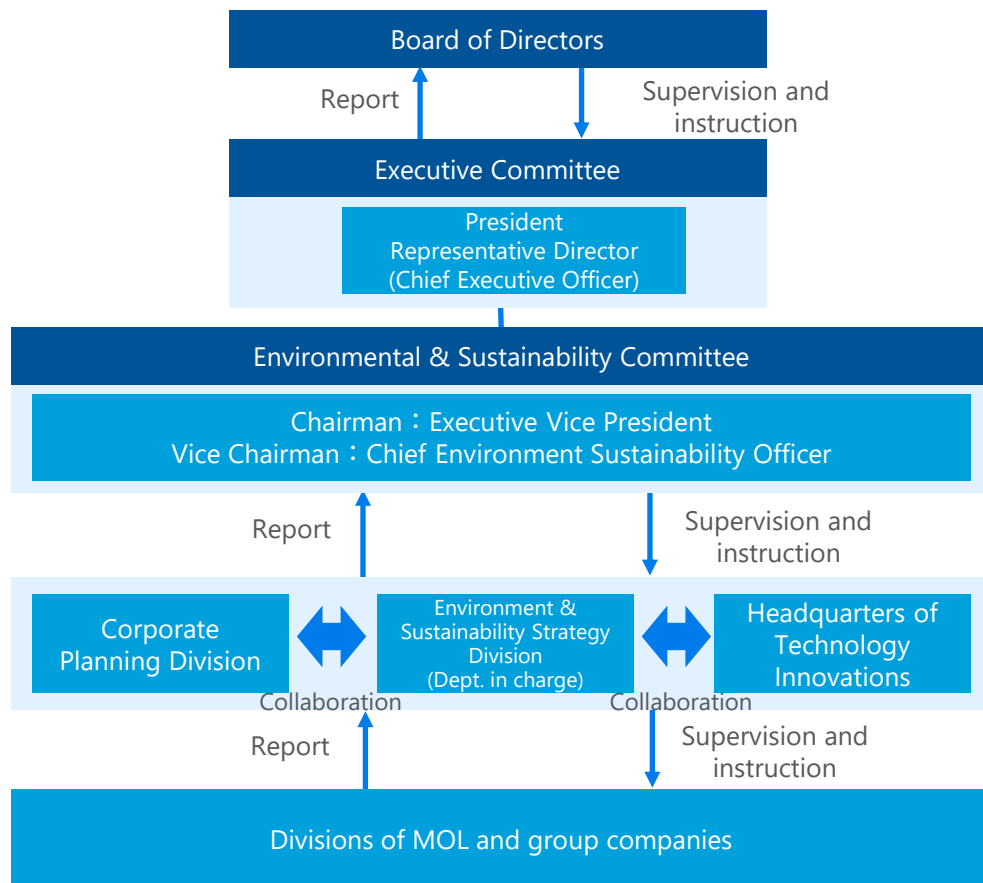 Board of Directors
Report
Supervision and
instruction
Executive Committee
President
Representative Director
(Chief Executive Officer)
Environmental & Sustainability Committee
Chairman：Executive Vice President
Vice Chairman：Chief Environment Sustainability Officer
Report
Supervision and
instruction
Corporate
Planning Division
Environment &
Sustainability Strategy
Division
(Dept. in charge)
Headquarters of
Technology
Innovations
Collaboration
Collaboration
Report
Supervision and
instruction
Divisions of MOL and group companies